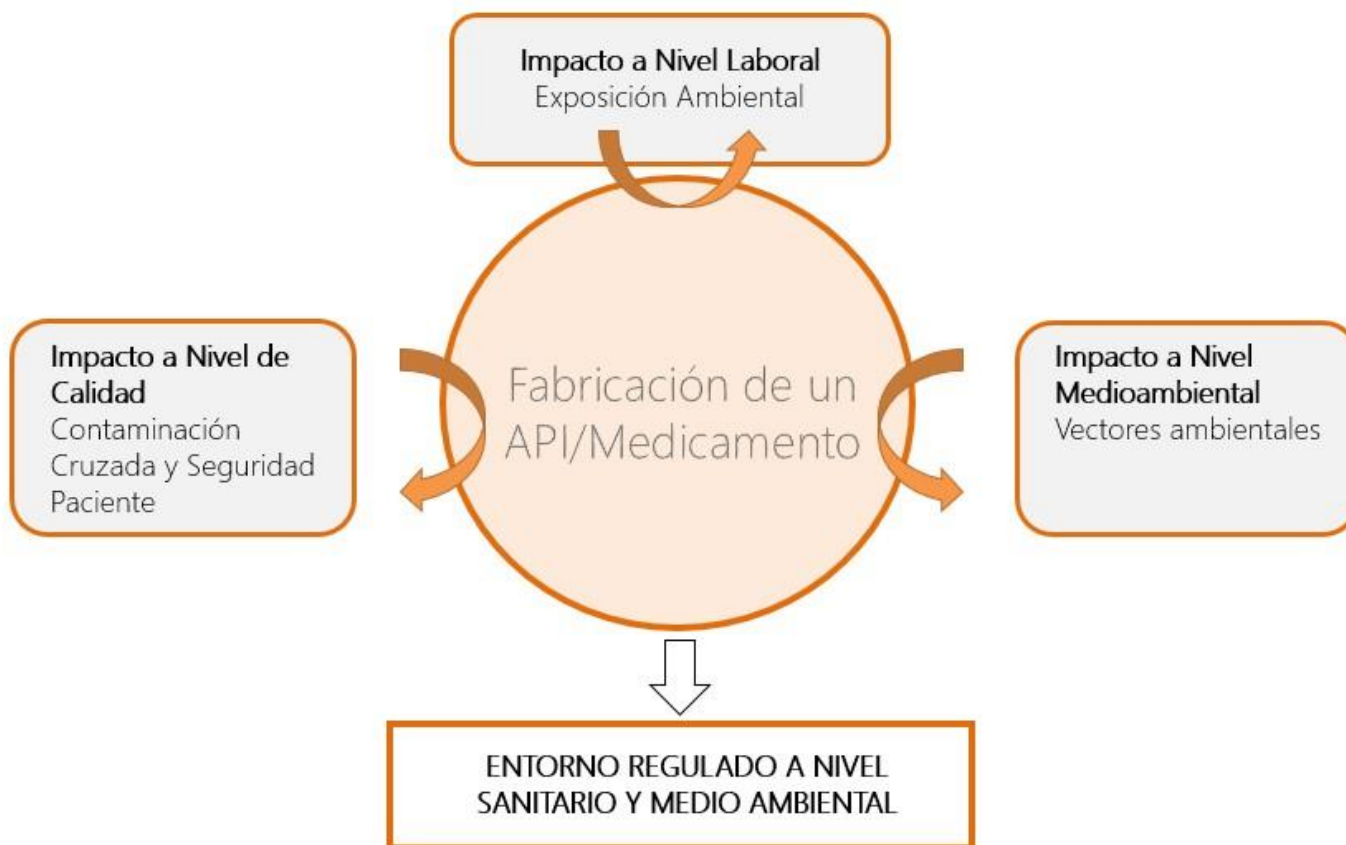 Impacto a Nivel Laboral
Exposición Ambiental
Impacto a Nivel de
Calidad
Contaminación
Cruzada y Seguridad
Paciente
Fabricación de un
API/Medicamento
Impacto a Nivel
Medioambiental
Vectores ambientales
ENTORNO REGULADO A NIVEL
SANITARIO Y MEDIO AMBIENTAL